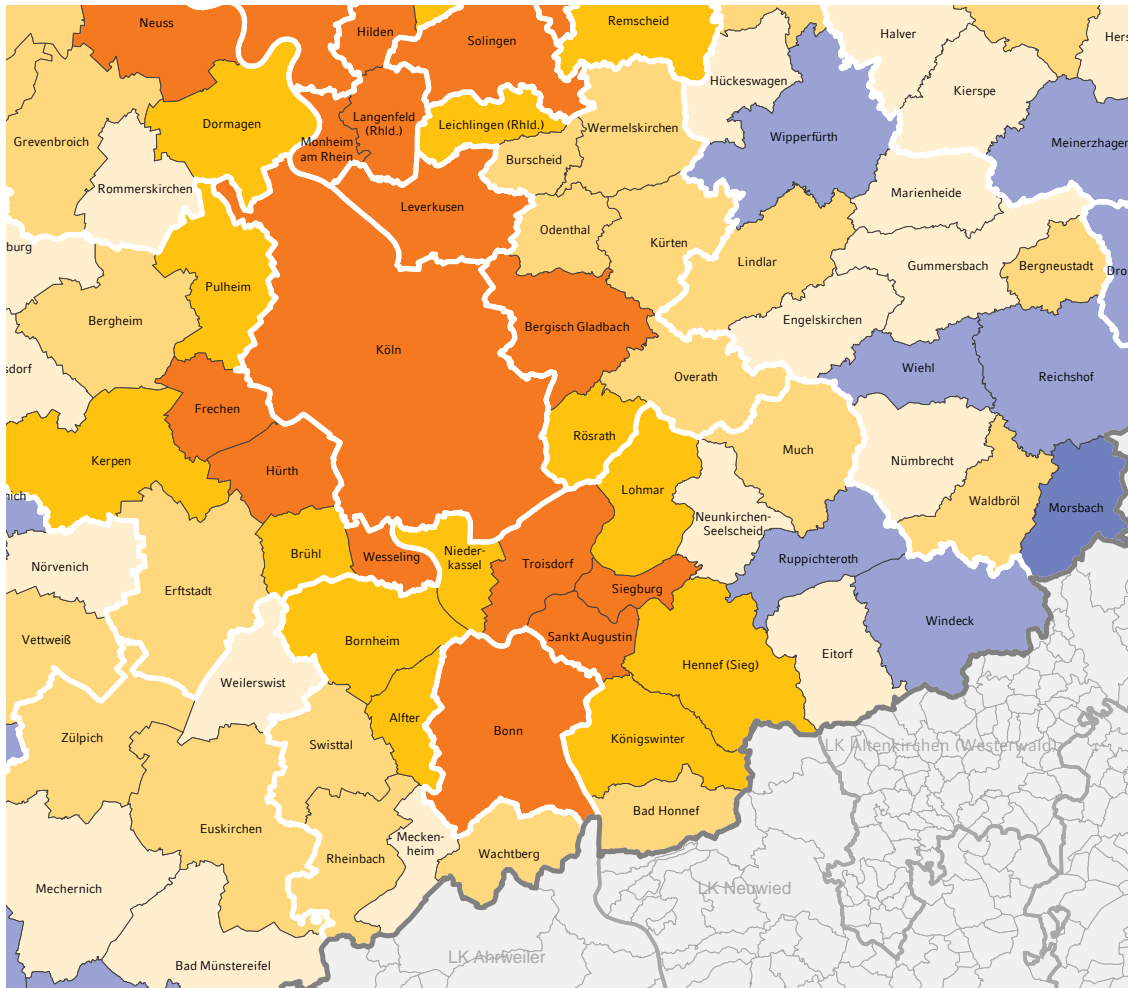 Neuss
Hilden
Solingen
Remscheid
Halver
Hers
Hückeswagen
Kierspe
Dormagen
Langenfeld
(Rhld.)
Leichlingen (Rhld.)
Wermelskirchen
Wipperfürth
Meinerzhagen
Grevenbroich
Monheim
am Rhein
Burscheid
Rommerskirchen
Marienheide
Leverkusen
Odenthal
Kürten
burg
Lindlar
Gummersbach
Bergneustadt
Dro
Pulheim
Bergheim
Bergisch Gladbach
Engelskirchen
Köln
sdorf
Overath
Wiehl
Reichshof
Frechen
Rösrath
Much
Kerpen
Hürth
Nümbrecht
Lohmar
nich
Waldbröl
Morsbach
Neunkirchen-
Seelscheid
Brühl
Wesseling
Nieder-
kassel
Troisdorf
Ruppichteroth
Nörvenich
Erftstadt
Siegburg
Windeck
Vettweiß
Bornheim
Sankt Augustin
Eitorf
Hennef (Sieg)
Weilerswist
Alfter
Zülpich
Swisttal
Bonn
Königswinter
LK Altenkirchen (Westerwald)
Bad Honnef
Euskirchen
Mecken-
heim
Rheinbach
Wachtberg
Mechernich
LK Neuwied
LK Ahrweiler
Bad Münstereifel